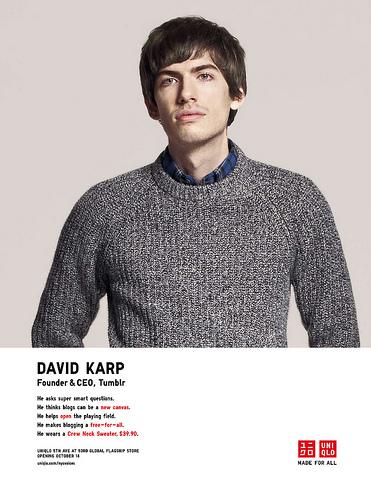 DAVID KARP
Founder & CEO, Tumblr
He asks super smart questions.
He thinks blogs can be a new canvas.
He helps open the playing field.
He makes blogging a free-for-all.
He wears a Crew Neck Sweater, $39.90.
UNIQLO 5TH AVE AT 53RD GLOBAL FLAGSHIP STORE
OPENING OCTOBER 14
uniqlo.com/nyvoices
ユニ UNI
クロ QLO
MADE FOR ALL